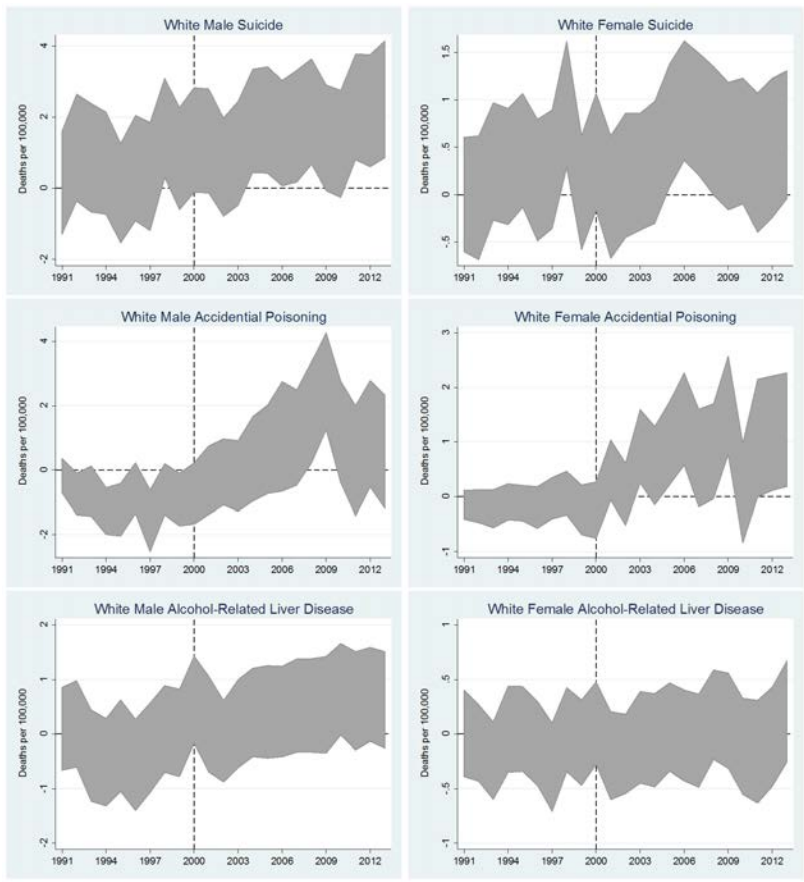 White Male Suicide
Deaths per 100,000
4
2
0
-2
1991 1994 1997 2000 2003 2006 2009 2012
White Female Suicide
Deaths per 100,000
1.5
1
.5
0
-.5
1991 1994 1997 2000 2003 2006 2009 2012
White Male Accidential Poisoning
Deaths per 100,000
4
2
0
-2
1991 1994 1997 2000 2003 2006 2009 2012
White Female Accidential Poisoning
Deaths per 100,000
3
2
1
0
-1
1991 1994 1997 2000 2003 2006 2009 2012
White Male Alcohol-Related Liver Disease
Deaths per 100,000
2
1
0
-1
-2
1991 1994 1997 2000 2003 2006 2009 2012
White Female Alcohol-Related Liver Disease
Deaths per 100,000
1
.5
0
-.5
-1
1991 1994 1997 2000 2003 2006 2009 2012